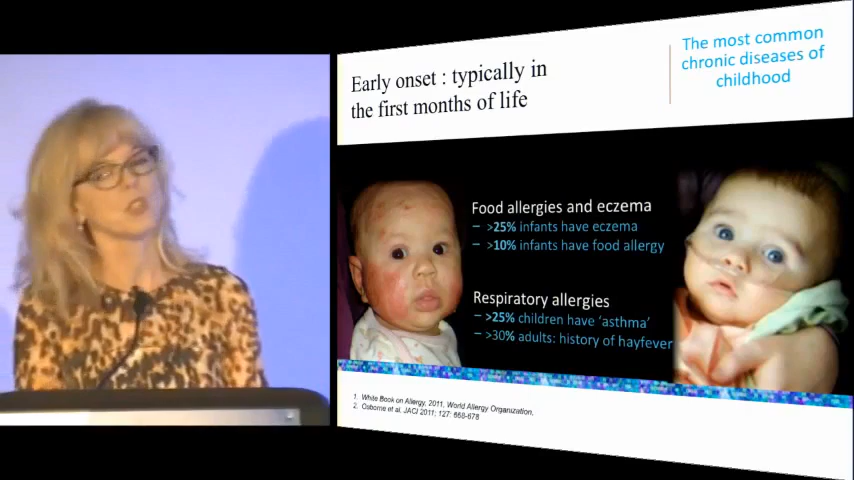 Early onset : typically in
the first months of life
The most common
chronic diseases of
childhood
Food allergies and eczema
– >25% infants have eczema
– >10% infants have food allergy
Respiratory allergies
– >25% children have ‘asthma’
– >30% adults: history of hayfever
1. White Book on Allergy, 2011, World Allergy Organization,
2. Osborne et al. JACI 2011; 127: 668-678